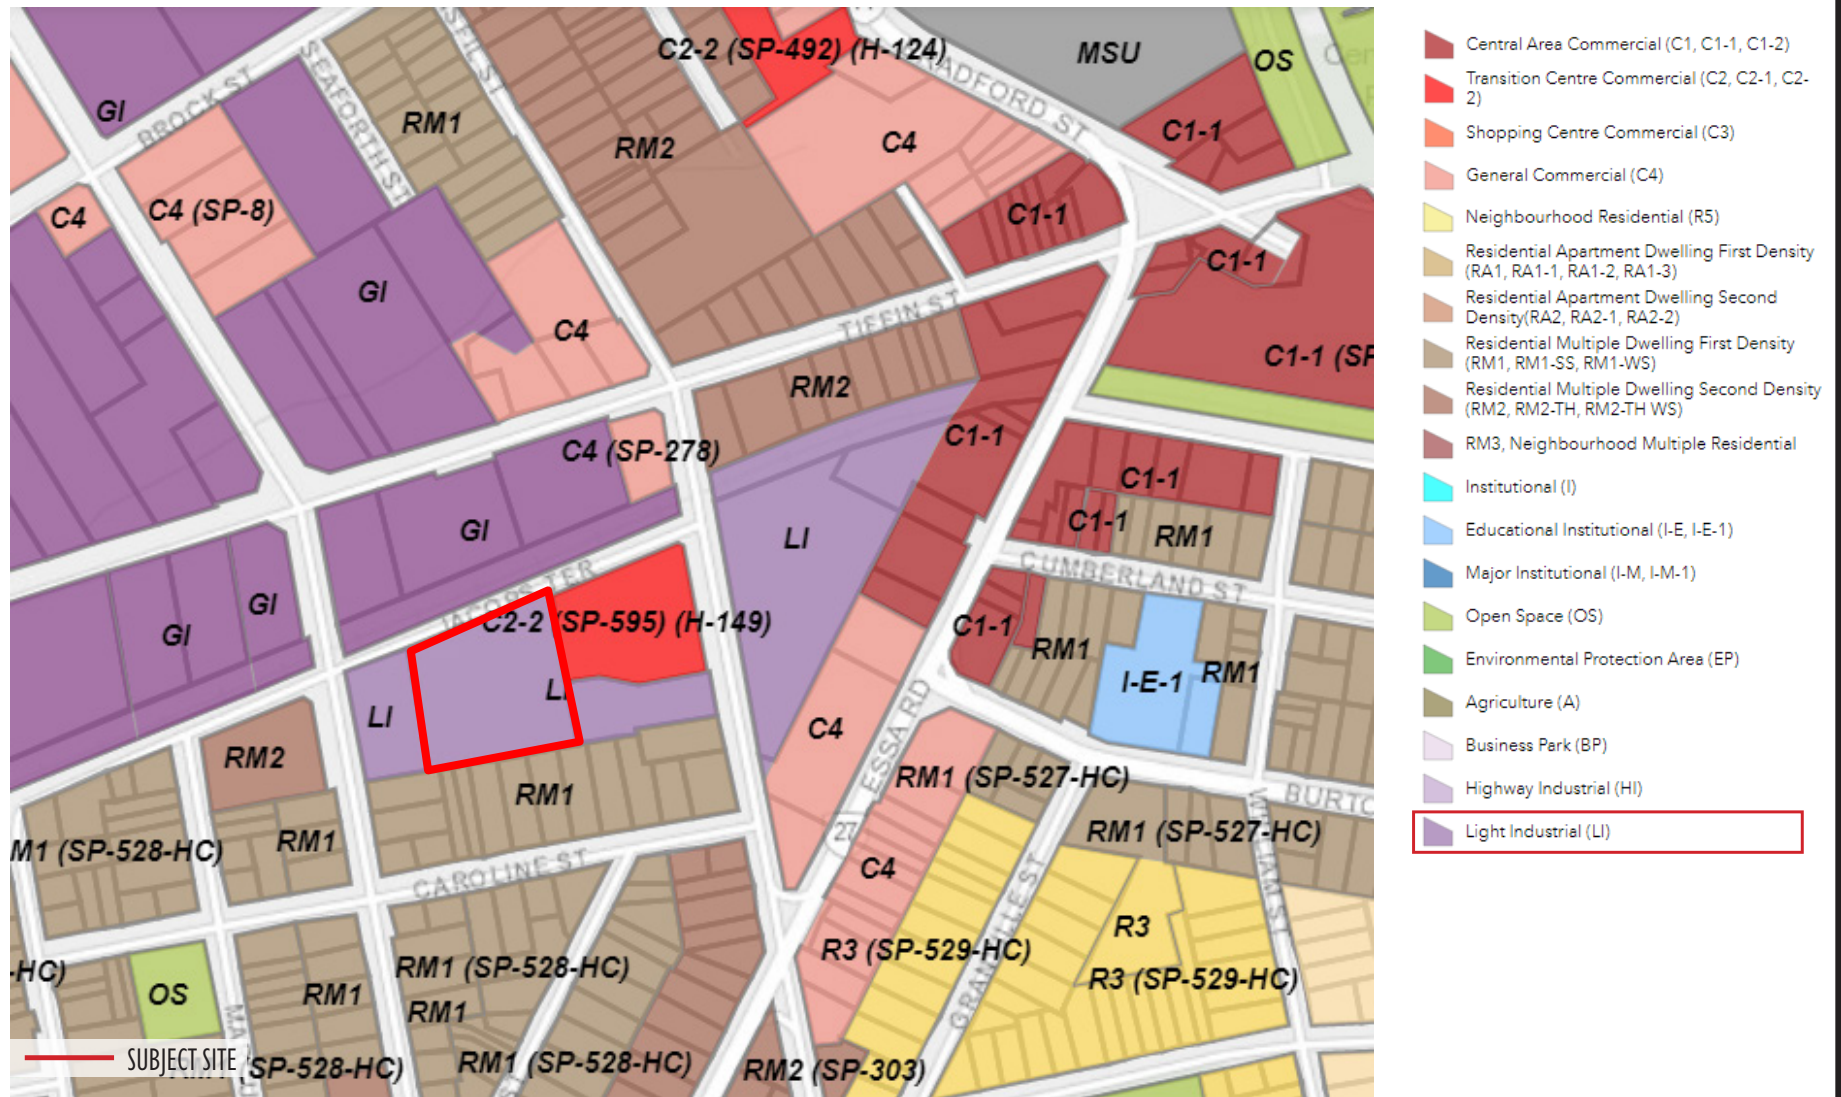 C2-2 (SP-492) (H-124)
MSU
OS
GI
BROCK ST
SEAFORTH ST
RM1
RM2
C4
BRADFORD ST
C1-1
C4
C4 (SP-8)
C1-1
C1-1
GI
C4
TIFFIN ST
C1-1 (SP
RM2
C1-1
C4 (SP-278)
C1-1
C1-1
RM1
GI
LI
CUMBERLAND ST
JACOBS TER
GI
GI
C2-2 (SP-595) (H-149)
C1-1
RM1
I-E-1
RM1
LI
LI
C4
ESSA RD
RM2
RM1
RM1 (SP-527-HC)
BURTO
27
RM1 (SP-527-HC)
WILLIAM ST
M1 (SP-528-HC)
RM1
CAROLINE ST
C4
GRANVILLE ST
R3
R3 (SP-529-HC)
R3 (SP-529-HC)
-HC)
OS
RM1
RM1 (SP-528-HC)
RM1
MA
SUBJECT SITE
(SP-528-HC)
RM1 (SP-528-HC)
ST
RM2 (SP-303)
Central Area Commercial (C1, C1-1, C1-2)
Transition Centre Commercial (C2, C2-1, C2-
2)
Shopping Centre Commercial (C3)
General Commercial (C4)
Neighbourhood Residential (R5)
Residential Apartment Dwelling First Density
(RA1, RA1-1, RA1-2, RA1-3)
Residential Apartment Dwelling Second
Density(RA2, RA2-1, RA2-2)
Residential Multiple Dwelling First Density
(RM1, RM1-SS, RM1-WS)
Residential Multiple Dwelling Second Density
(RM2, RM2-TH, RM2-TH WS)
RM3, Neighbourhood Multiple Residential
Institutional (I)
Educational Institutional (I-E, I-E-1)
Major Institutional (I-M, I-M-1)
Open Space (OS)
Environmental Protection Area (EP)
Agriculture (A)
Business Park (BP)
Highway Industrial (HI)
Light Industrial (LI)